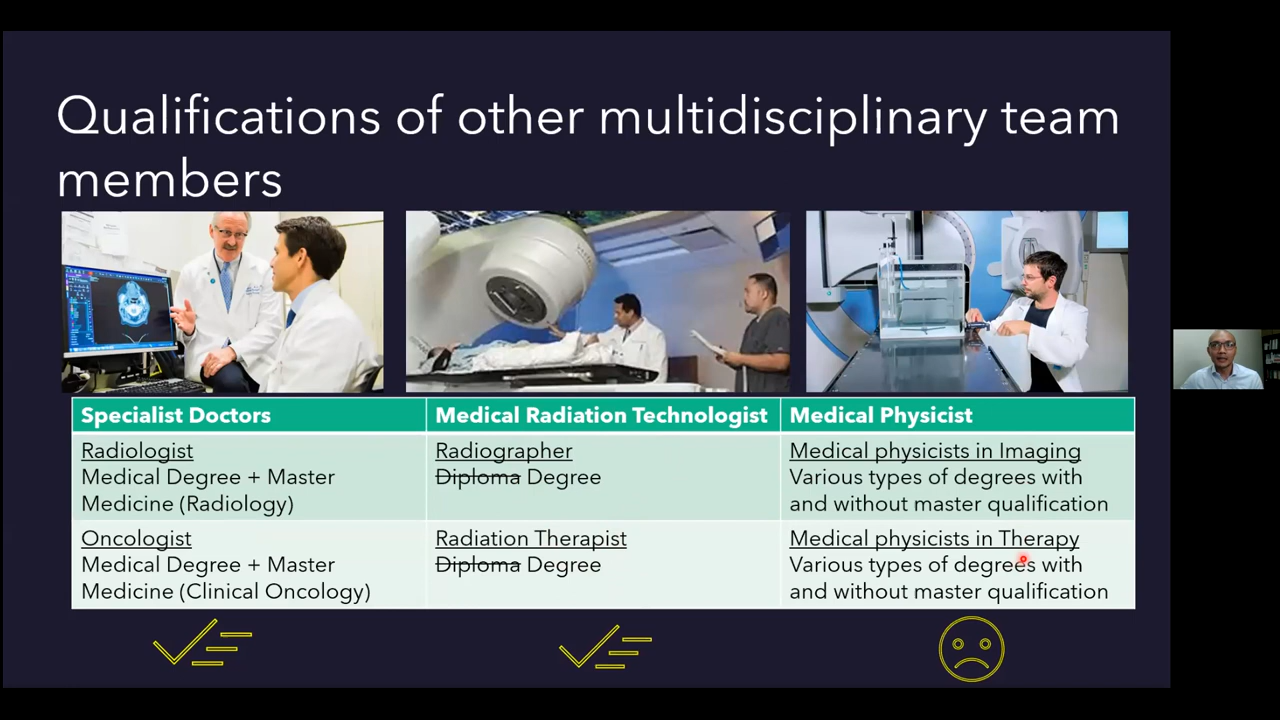 Qualifications of other multidisciplinary team
members
Specialist Doctors
Medical Radiation Technologist
Medical Physicist
Radiologist
Medical Degree + Master
Medicine (Radiology)
Radiographer
Diploma Degree
Medical physicists in Imaging
Various types of degrees with
and without master qualification
Oncologist
Medical Degree + Master
Medicine (Clinical Oncology)
Radiation Therapist
Diploma Degree
Medical physicists in Therapy
Various types of degrees with
and without master qualification